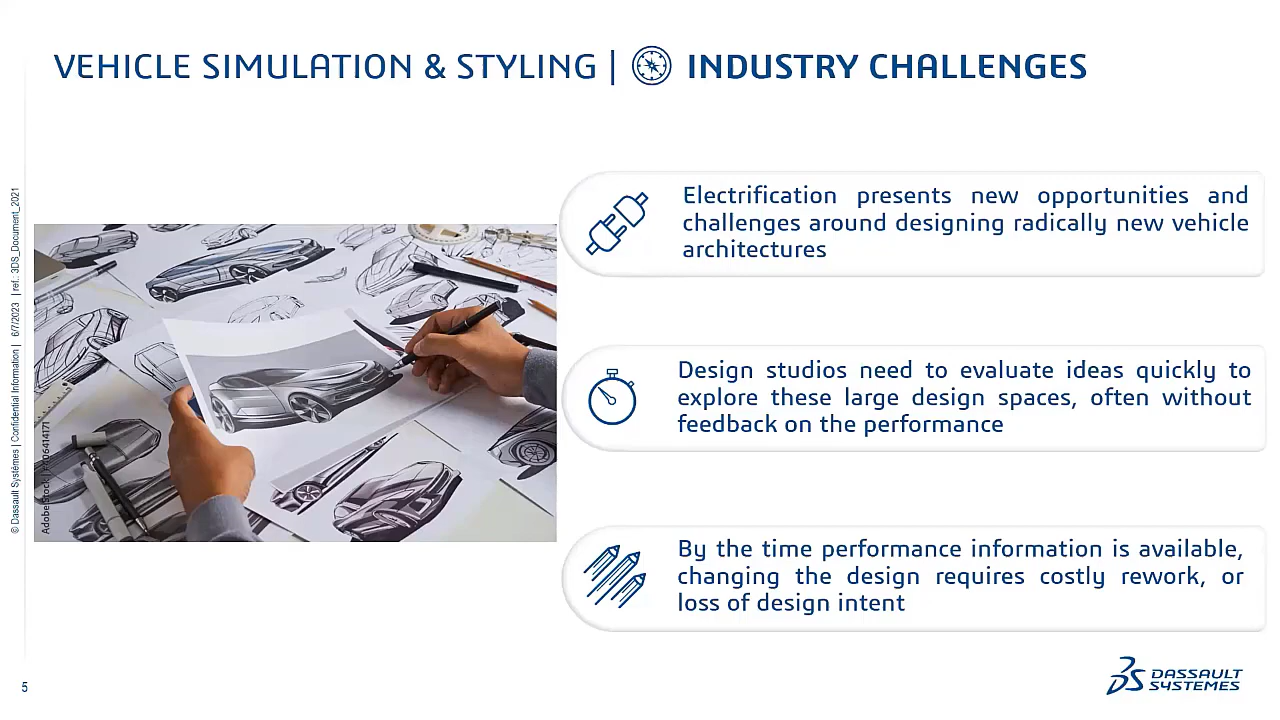 VEHICLE SIMULATION & STYLING | INDUSTRY CHALLENGES
Electrification presents new opportunities and
challenges around designing radically new vehicle
architectures
Design studios need to evaluate ideas quickly to
explore these large design spaces, often without
feedback on the performance
By the time performance information is available,
changing the design requires costly rework, or
loss of design intent
© Dassault Systèmes | Confidential Information | 6/7/2023 | ref.: 3DS_Document_2021
Adobe Stock |
5
DASSAULT
SYSTEMES